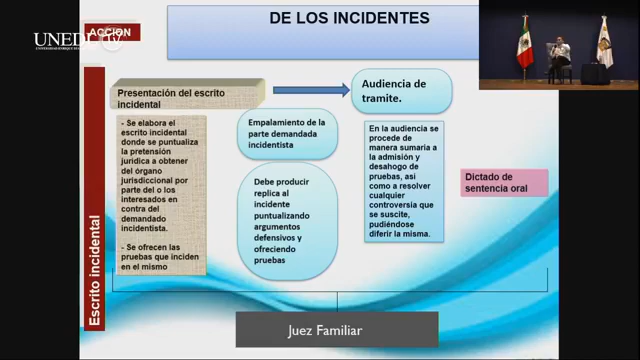 DE LOS INCIDENTES
ACCION
UNEDL tv
Escrito incidental
Presentación del escrito
incidental
- Se elabora el
escrito incidental
donde se puntualiza
la pretensión
jurídica a obtener
del órgano
jurisdiccional por
parte del o los
interesados en
contra del
demandado
incidentista.
- Se ofrecen las
pruebas que inciden
en el mismo
Empalamiento de la
parte demandada
incidentista
Debe producir
replica al
incidente
puntualizando
argumentos
defensivos y
ofreciendo
pruebas
Audiencia de
tramite.
En la audiencia se
procede de
manera sumaria a
la admisión y
desahogo de
pruebas, asi
como a resolver
cualquier
controversia que
se suscite,
pudiéndose
diferir la misma.
Dictado de
sentencia oral
Juez Familiar